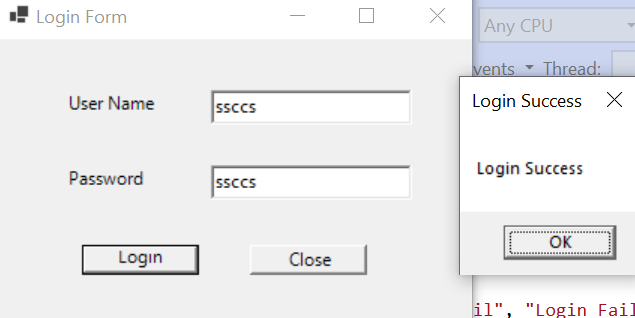 Login Form
Any CPU
vents Thread:
User Name
ssccs
Login Success
Login Success
Password
ssccs
Login
Close
OK
il", "Login Fail